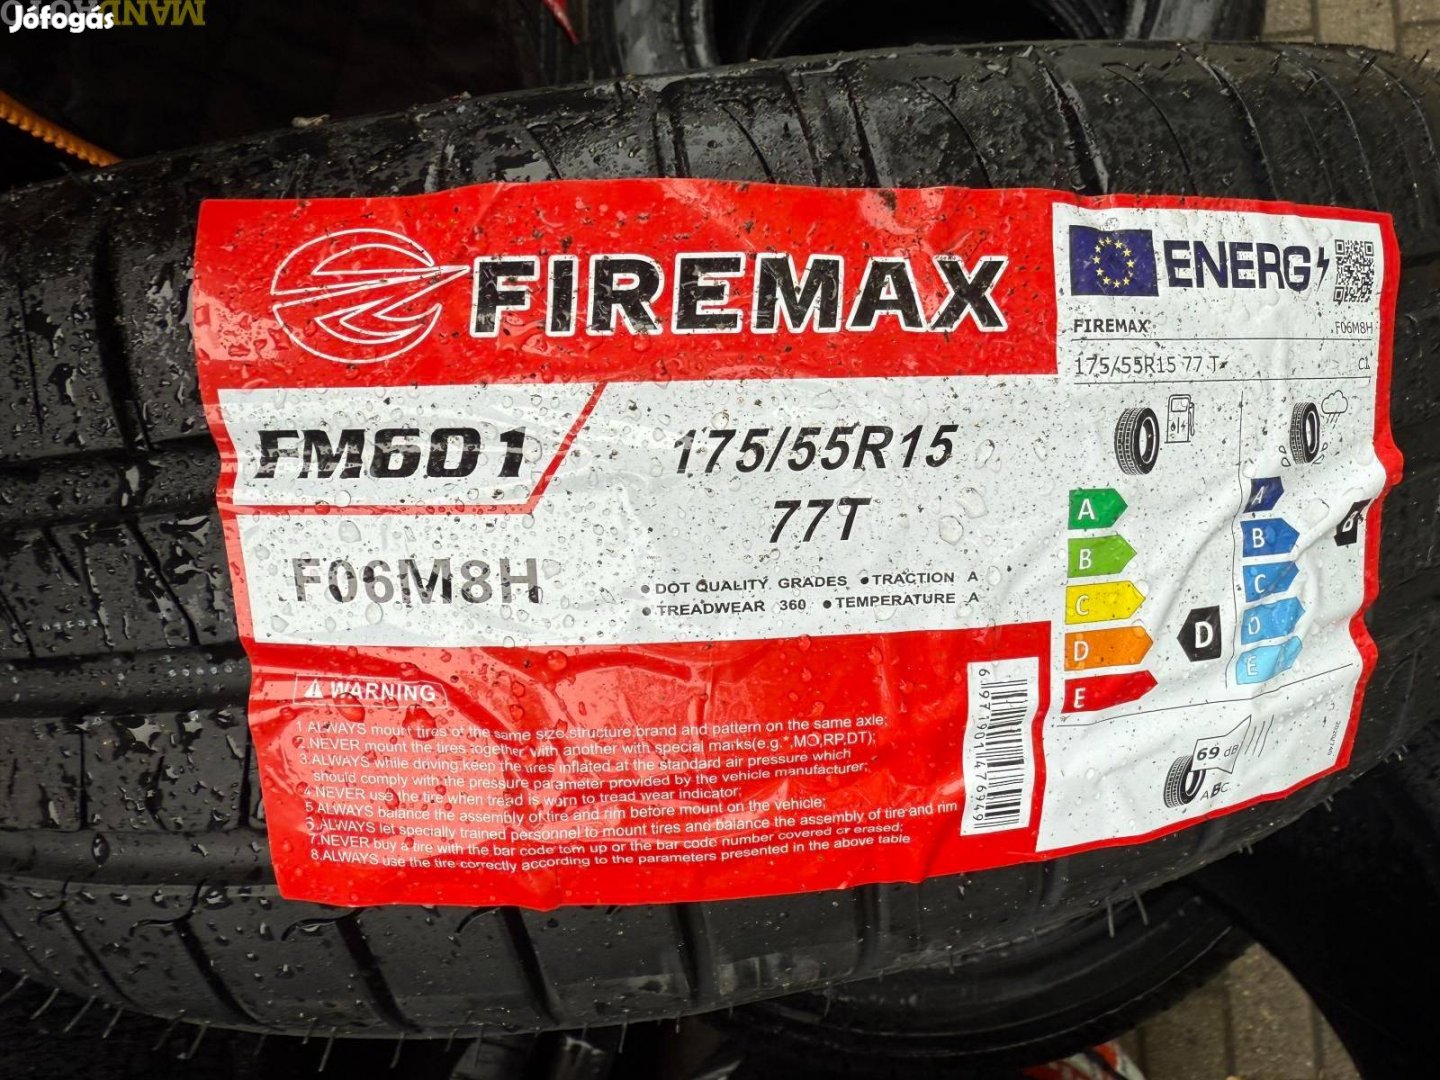 Jófogás
FIREMAX
FM601
175/55R15
77T
F06M8H
● DOT QUALITY GRADES ● TRACTION A
● TREADWEAR 360 ● TEMPERATURE A
WARNING
1.ALWAYS mount tires of the same size,structure,brand and pattern on the same axle;
2.NEVER mount the tires together with another with special marks(e.g.*,MO,RP,DT);
3.ALWAYS while driving,keep the tires inflated at the standard air pressure which
should comply with the pressure parameter provided by the vehicle manufacturer;
4.NEVER use the tire when tread is worn to tread wear indicator;
5.ALWAYS balance the assembly of tire and rim before mount on the vehicle;
6.ALWAYS let specially trained personnel to mount tires and balance the assembly of tire and rim
7.NEVER buy a tire with the bar code torn up or the bar code number covered or erased;
8.ALWAYS use the tire correctly according to the parameters presented in the above table
6971901476949
ENERG
FIREMAX F06M8H
175/55R15 77 T C1
A
B
C
D
E
D
A
B
C
D
E
B
69 dB
ABC